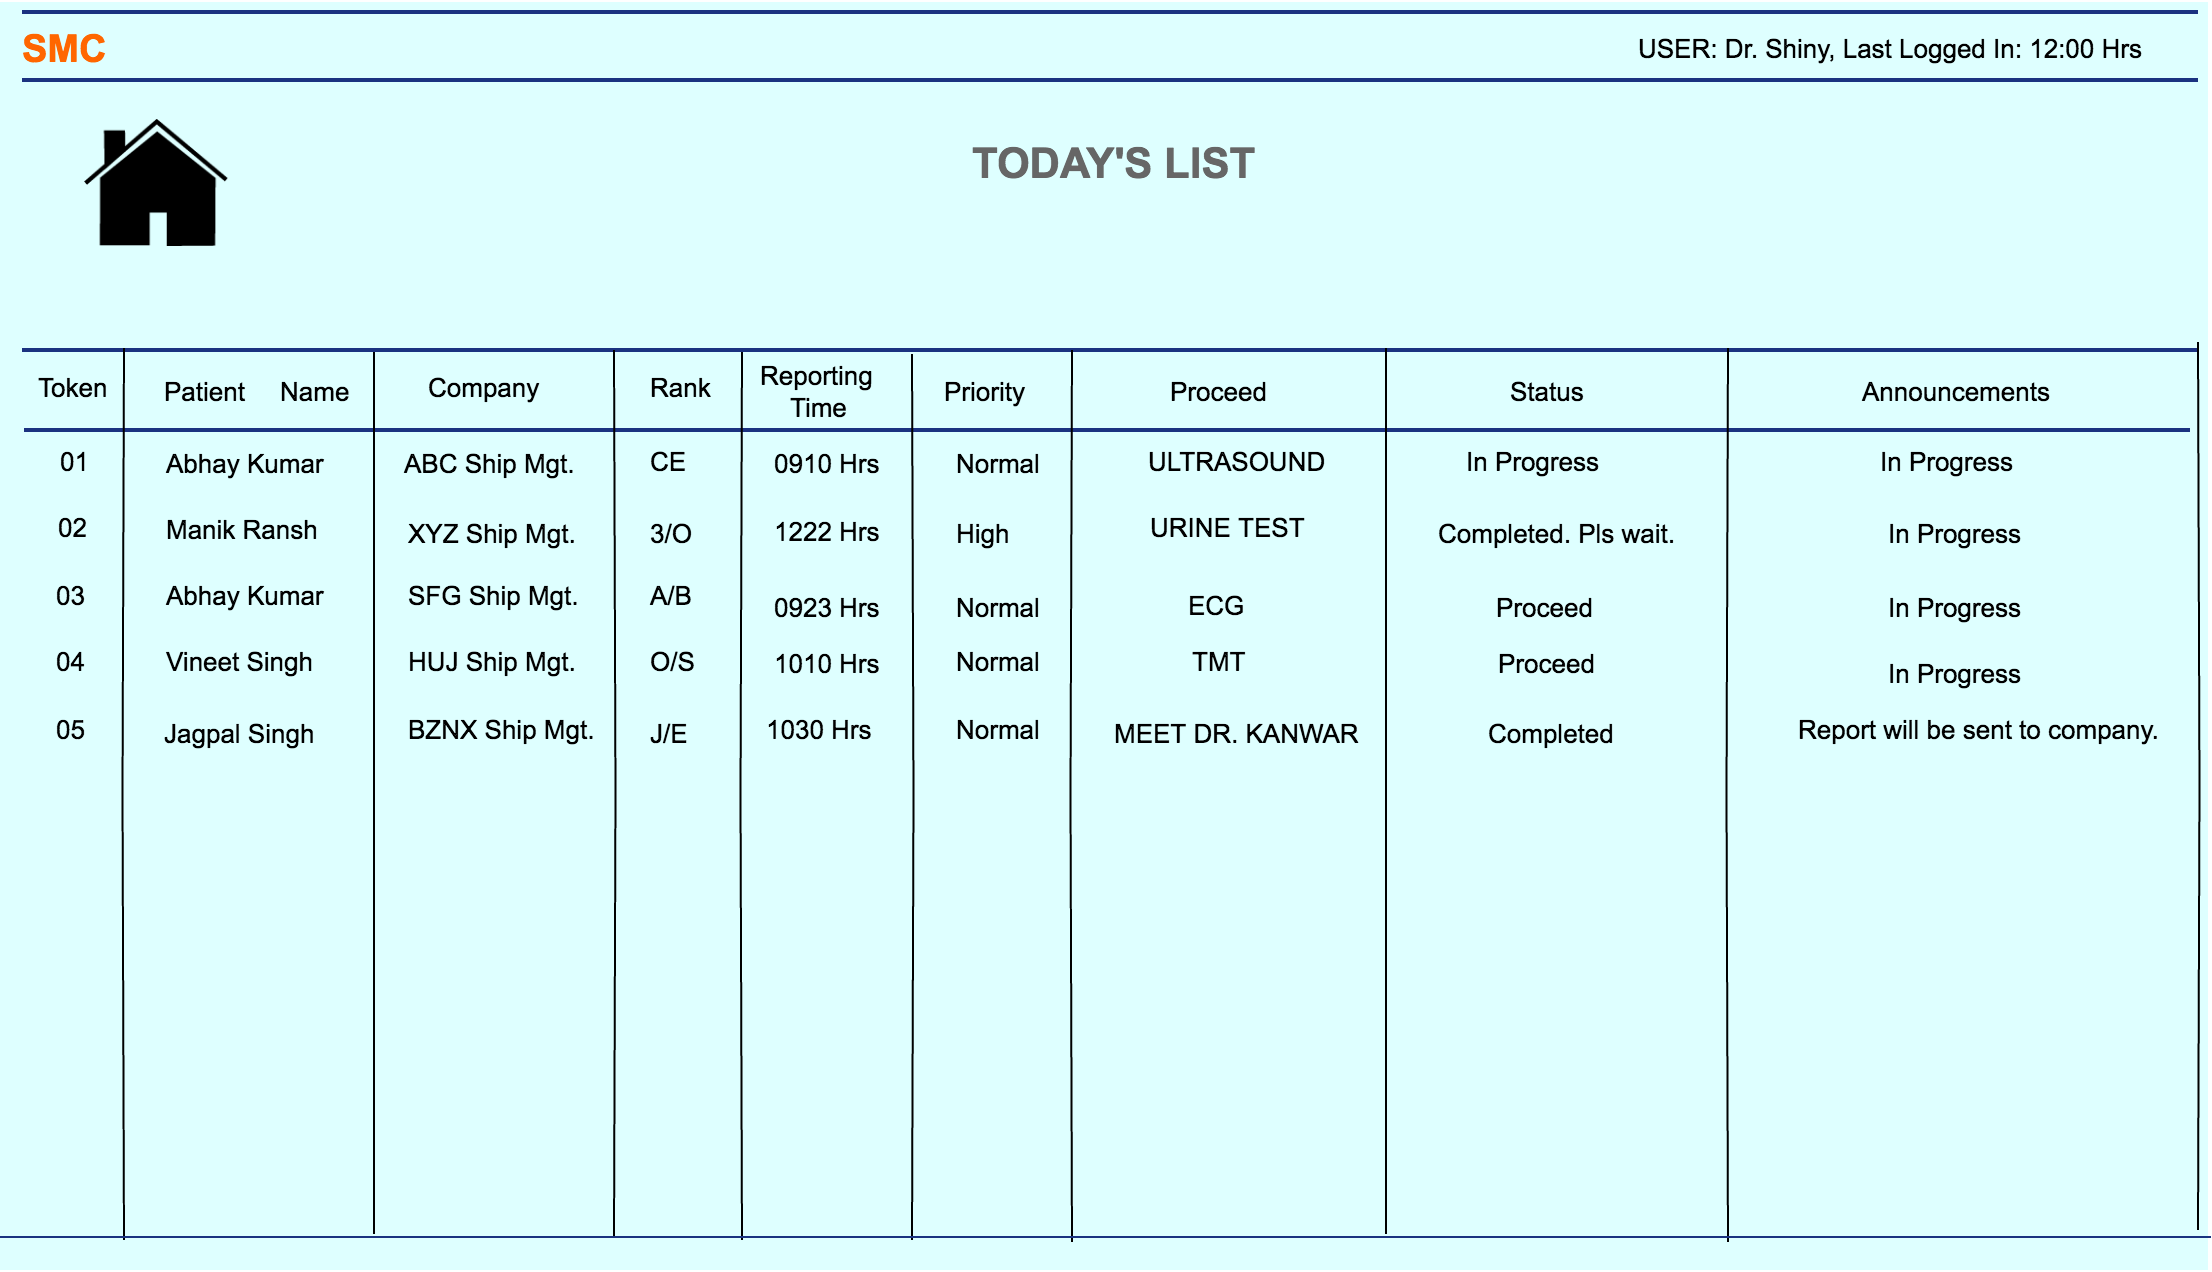 SMC
USER: Dr. Shiny, Last Logged In: 12:00 Hrs
TODAY'S LIST
Token Patient Name Company Rank Reporting Time Priority Proceed Status Announcements
01 Abhay Kumar ABC Ship Mgt. CE 0910 Hrs Normal ULTRASOUND In Progress In Progress
02 Manik Ransh XYZ Ship Mgt. 3/O 1222 Hrs High URINE TEST Completed. Pls wait. In Progress
03 Abhay Kumar SFG Ship Mgt. A/B 0923 Hrs Normal ECG Proceed In Progress
04 Vineet Singh HUJ Ship Mgt. O/S 1010 Hrs Normal TMT Proceed In Progress
05 Jagpal Singh BZNX Ship Mgt. J/E 1030 Hrs Normal MEET DR. KANWAR Completed Report will be sent to company.